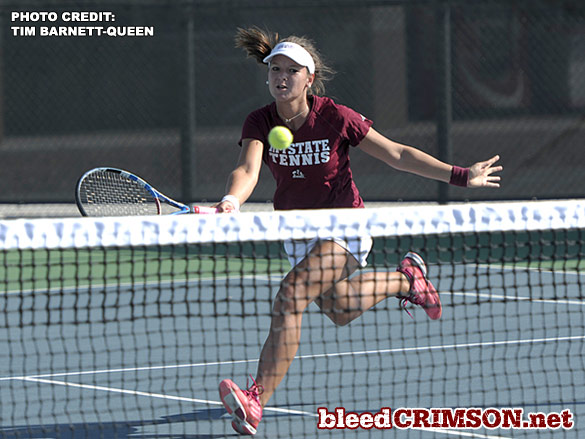 PHOTO CREDIT:
TIM BARNETT-QUEEN
STATE
TENNIS
bleedCRIMSON.net